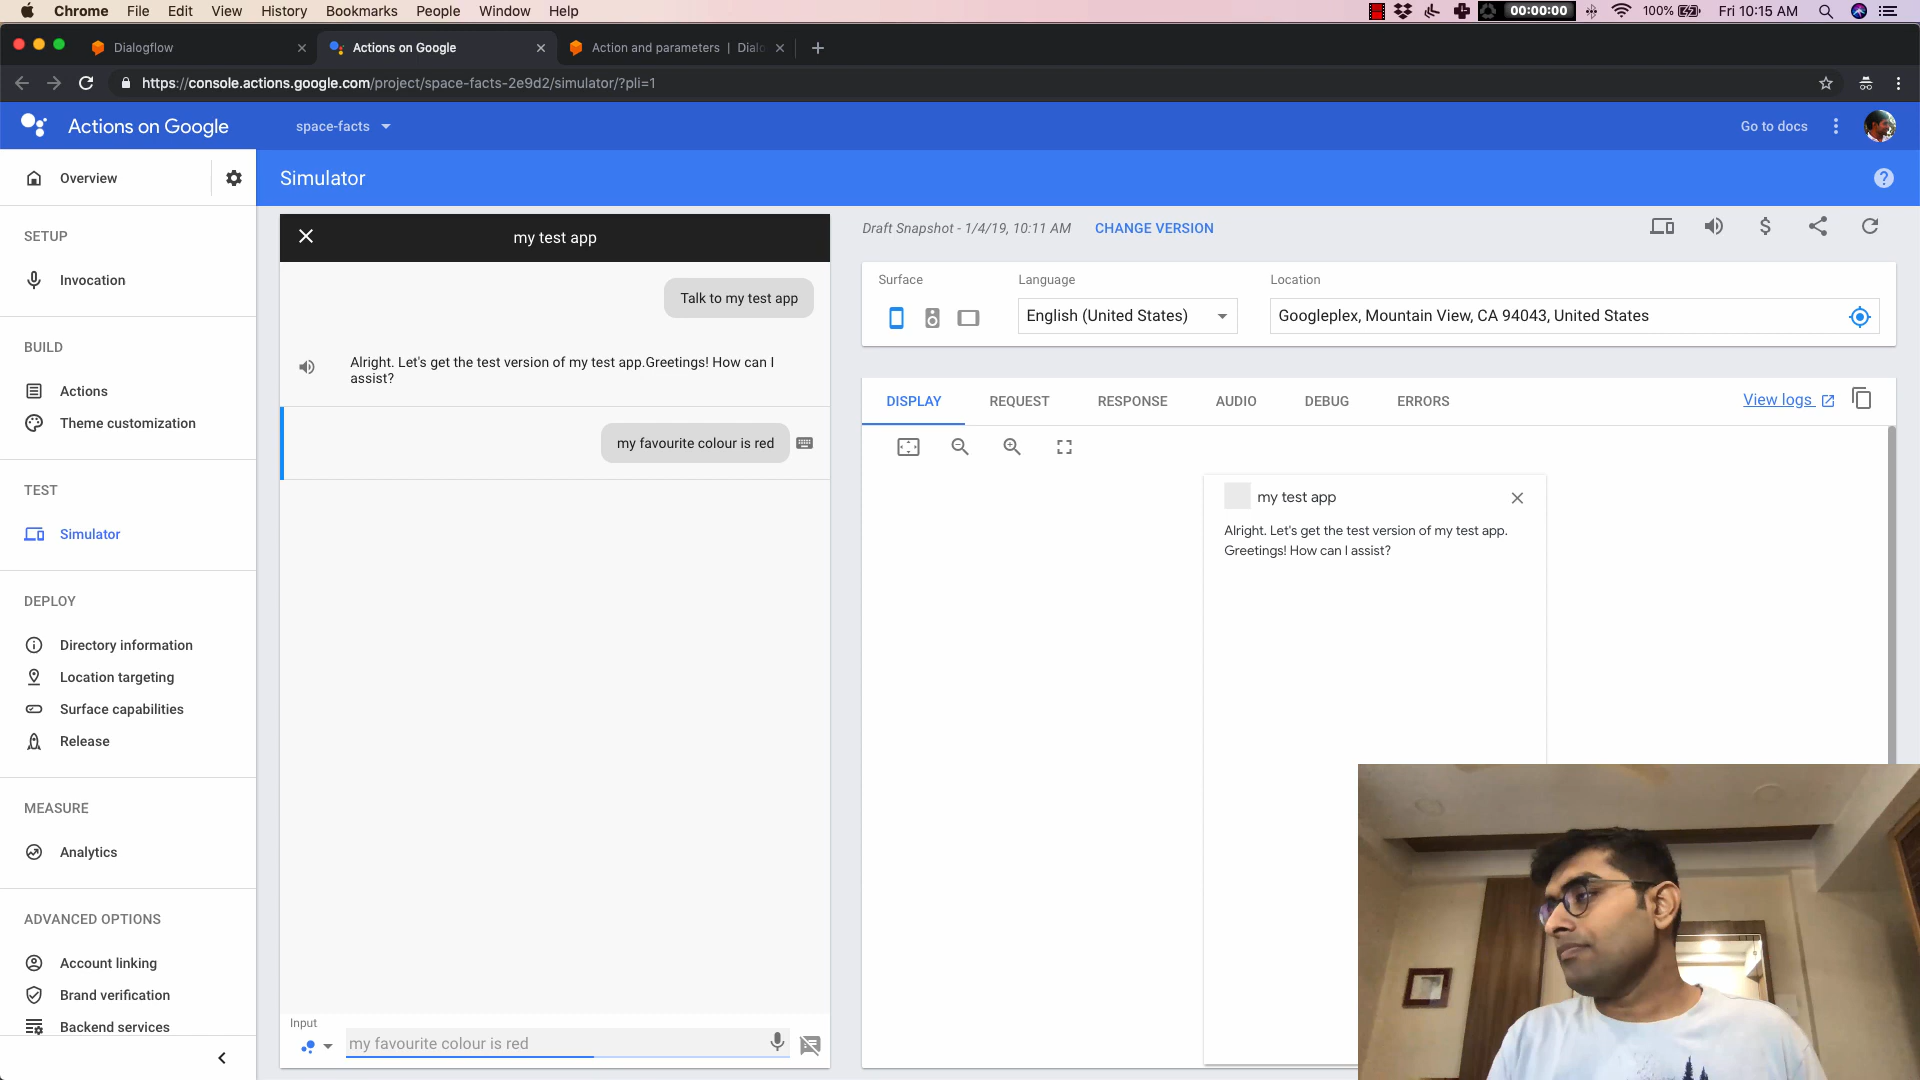 Chrome File Edit View History Bookmarks People Window Help 00:00:00 100% Fri 10:15 AM
Dialogflow Actions on Google Action and parameters | Dialo
https://console.actions.google.com/project/space-facts-2e9d2/simulator/?pli=1
Actions on Google space-facts Go to docs
Overview
Simulator
SETUP
Invocation
BUILD
Actions
Theme customization
TEST
Simulator
DEPLOY
Directory information
Location targeting
Surface capabilities
Release
MEASURE
Analytics
ADVANCED OPTIONS
Account linking
Brand verification
Backend services
my test app
Talk to my test app
Alright. Let's get the test version of my test app.Greetings! How can I
assist?
my favourite colour is red
Input
my favourite colour is red
Draft Snapshot - 1/4/19, 10:11 AM CHANGE VERSION
Surface Language Location
English (United States) Googleplex, Mountain View, CA 94043, United States
DISPLAY REQUEST RESPONSE AUDIO DEBUG ERRORS View logs
my test app
Alright. Let's get the test version of my test app.
Greetings! How can I assist?